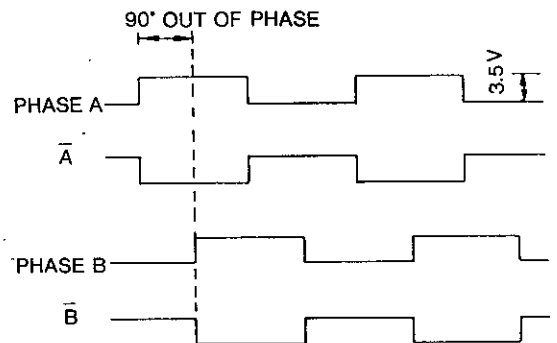 90° OUT OF PHASE
PHASE A
3.5 V
A̅
PHASE B
B̅